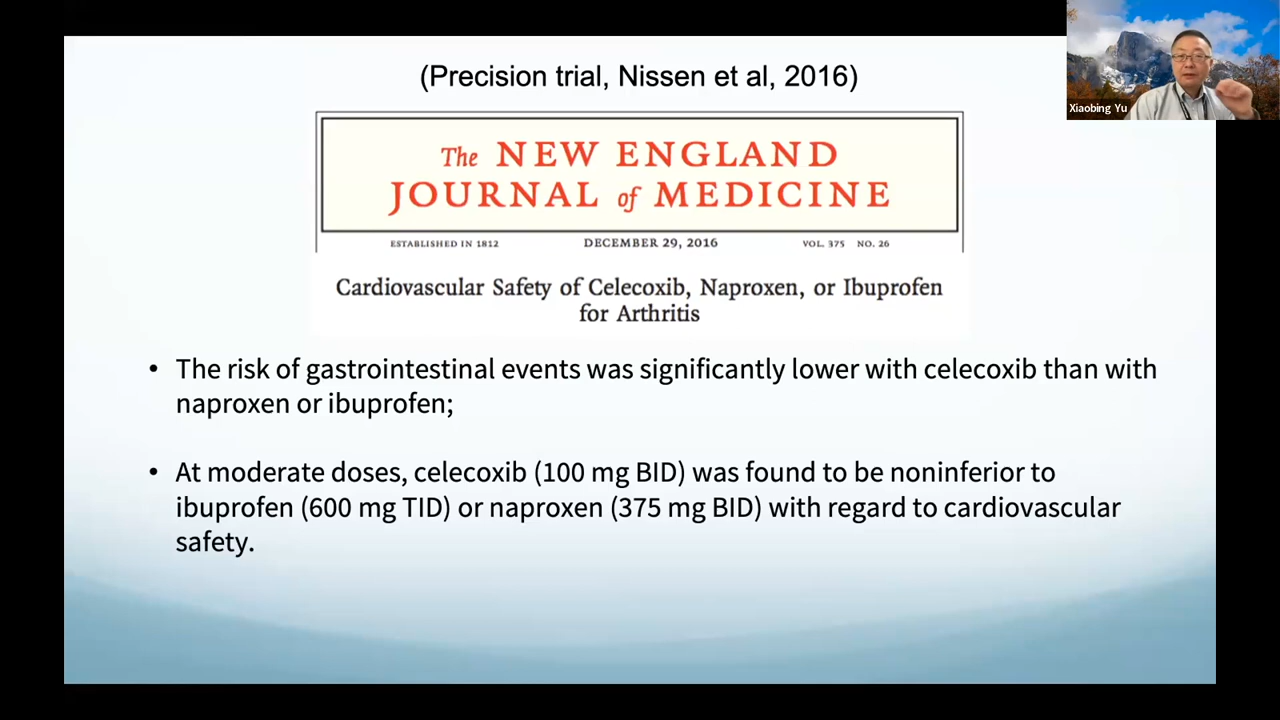 (Precision trial, Nissen et al, 2016)
Xiaobing Yu
The NEW ENGLAND
JOURNAL of MEDICINE
ESTABLISHED IN 1812 DECEMBER 29, 2016 VOL. 375 NO. 26
Cardiovascular Safety of Celecoxib, Naproxen, or Ibuprofen
for Arthritis
• The risk of gastrointestinal events was significantly lower with celecoxib than with
naproxen or ibuprofen;
• At moderate doses, celecoxib (100 mg BID) was found to be noninferior to
ibuprofen (600 mg TID) or naproxen (375 mg BID) with regard to cardiovascular
safety.